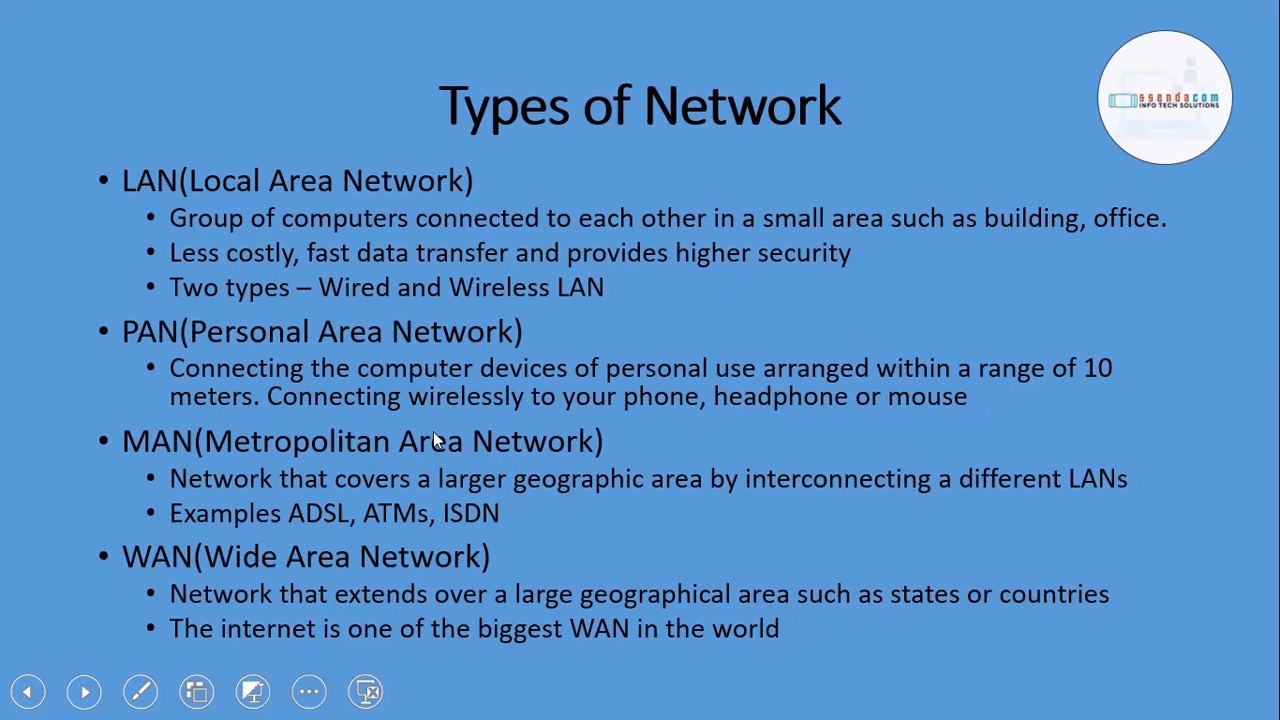 ssendacom
INFO TECH SOLUTIONS
Types of Network
• LAN(Local Area Network)
• Group of computers connected to each other in a small area such as building, office.
• Less costly, fast data transfer and provides higher security
• Two types – Wired and Wireless LAN
• PAN(Personal Area Network)
• Connecting the computer devices of personal use arranged within a range of 10
meters. Connecting wirelessly to your phone, headphone or mouse
• MAN(Metropolitan Area Network)
• Network that covers a larger geographic area by interconnecting a different LANs
• Examples ADSL, ATMs, ISDN
• WAN(Wide Area Network)
• Network that extends over a large geographical area such as states or countries
• The internet is one of the biggest WAN in the world